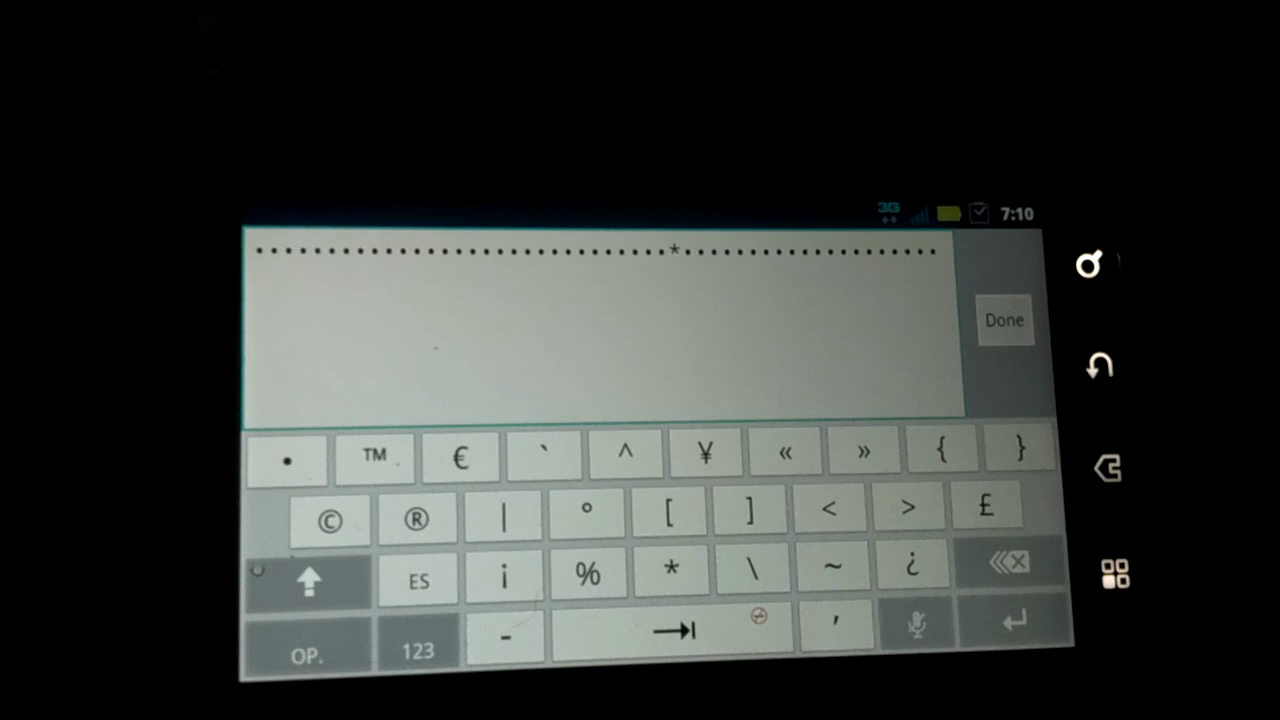 3G 7:10
..............................*....................
Done
• ™ € ` ^ ¥ « » { }
© ® | ° [ ] < > £
ES ¡ % * \ ~ ¿
OP. 123 - ,